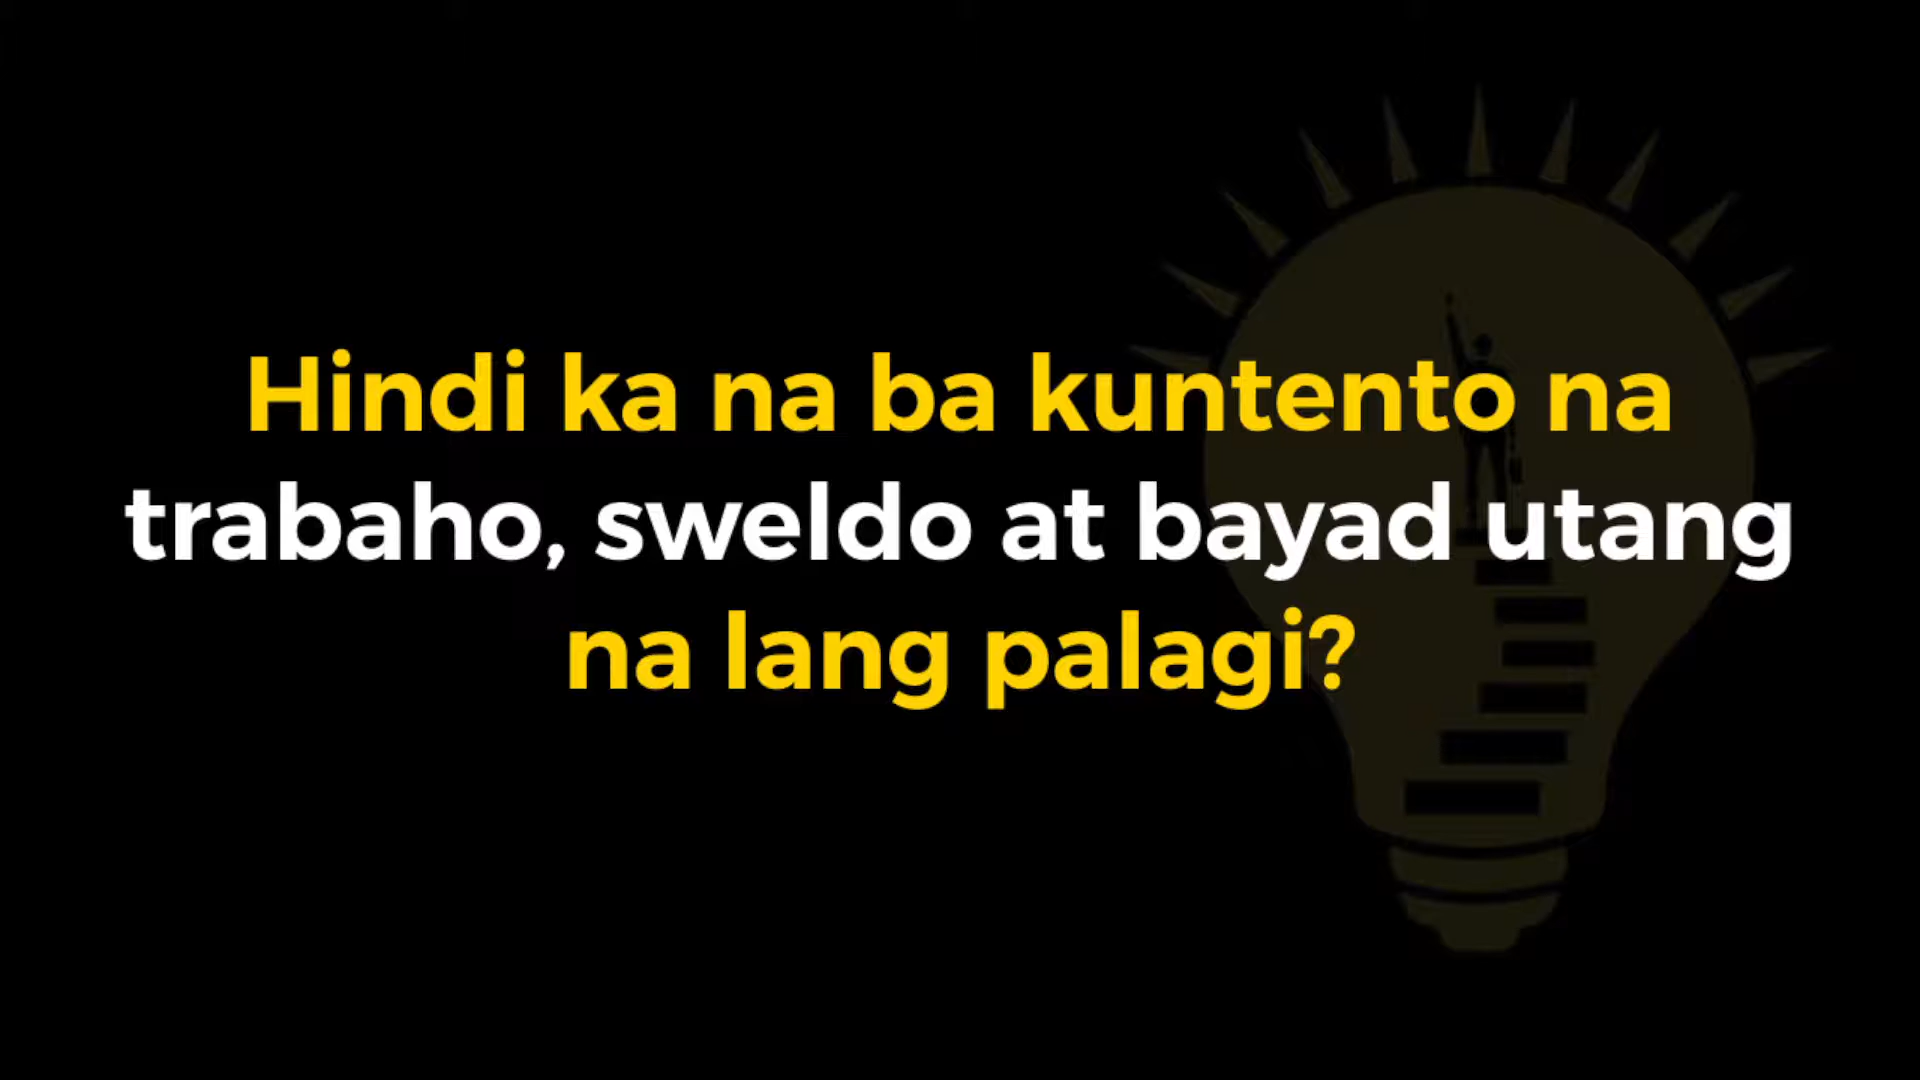 Hindi ka na ba kuntento na
trabaho, sweldo at bayad utang
na lang palagi?